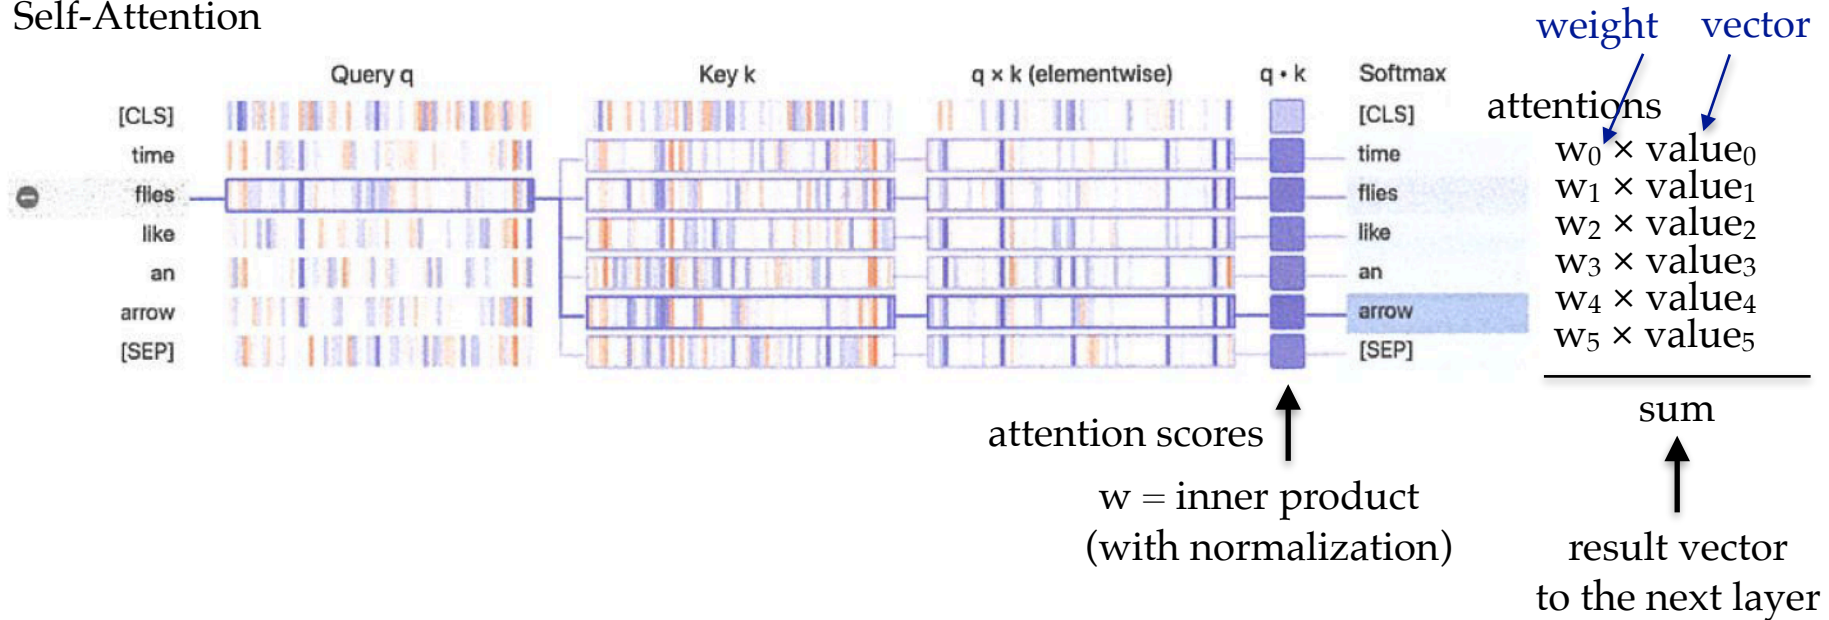 Self-Attention
weight vector
Query q Key k q × k (elementwise) q • k Softmax
attentions
[CLS] [CLS]
time time w0 × value0
flies flies w1 × value1
like like w2 × value2
an an w3 × value3
arrow arrow w4 × value4
[SEP] [SEP] w5 × value5
sum
attention scores
w = inner product
(with normalization)
result vector
to the next layer